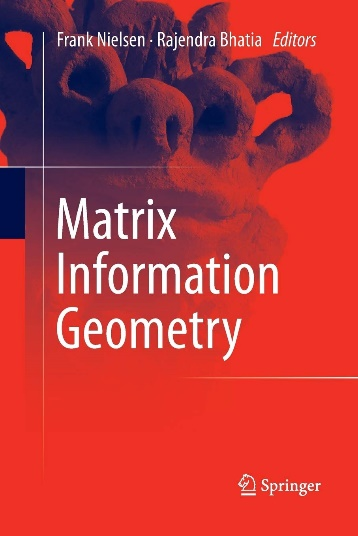 Frank Nielsen · Rajendra Bhatia Editors
Matrix
Information
Geometry
Springer